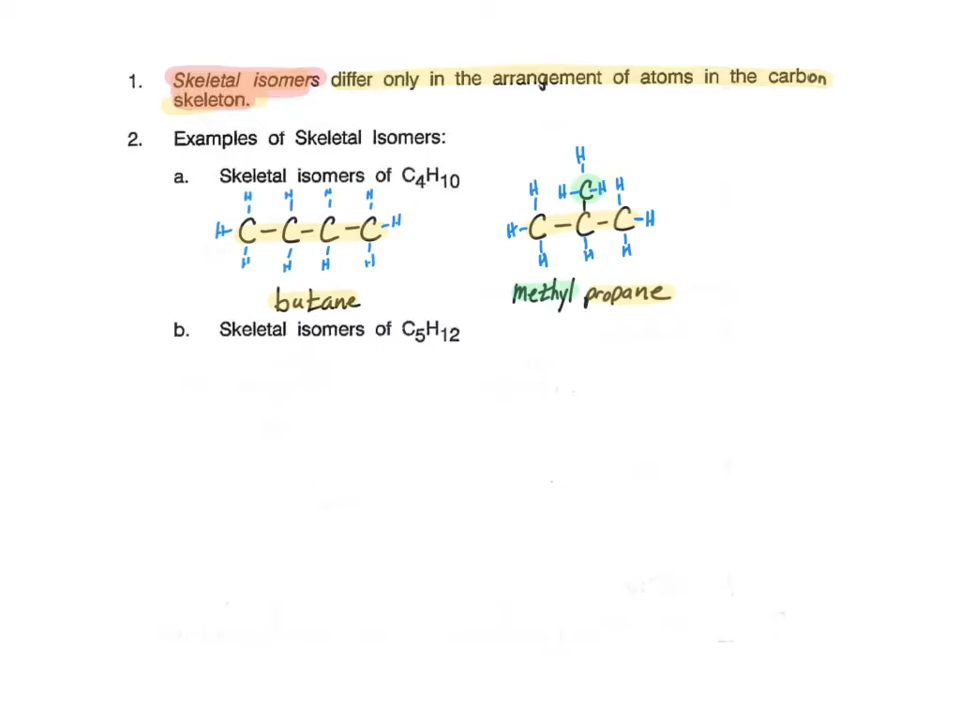 1. Skeletal isomers differ only in the arrangement of atoms in the carbon
skeleton.
2. Examples of Skeletal Isomers:
a. Skeletal isomers of C4H10
H
H H H H
H H-C-H H
H-C-C-C-C-H
H-C-C-C-H
H H H H
H H H
butane
methyl propane
b. Skeletal isomers of C5H12